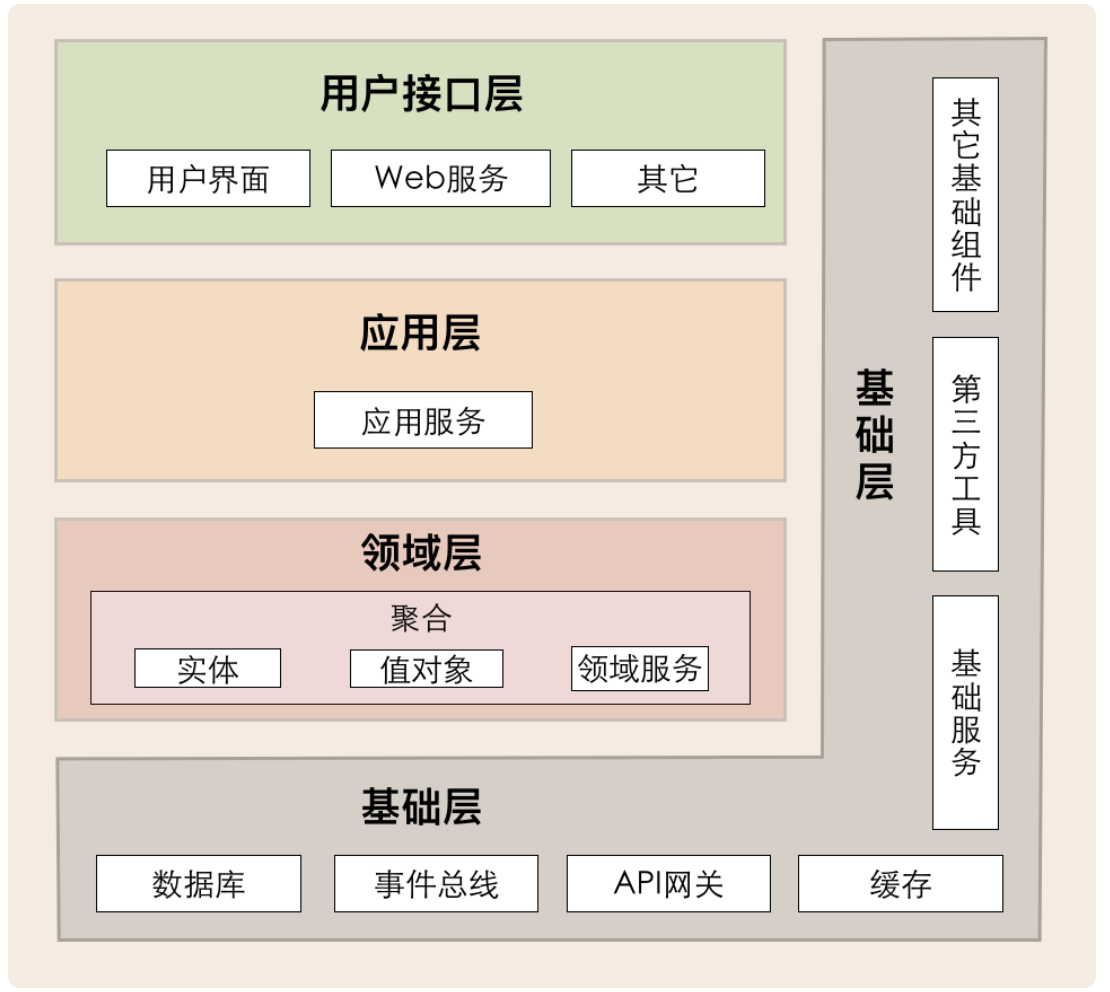 用户接口层
用户界面
Web服务
其它
应用层
应用服务
领域层
聚合
实体
值对象
领域服务
基础层
其它基础组件
第三方工具
基础服务
基础层
数据库
事件总线
API网关
缓存